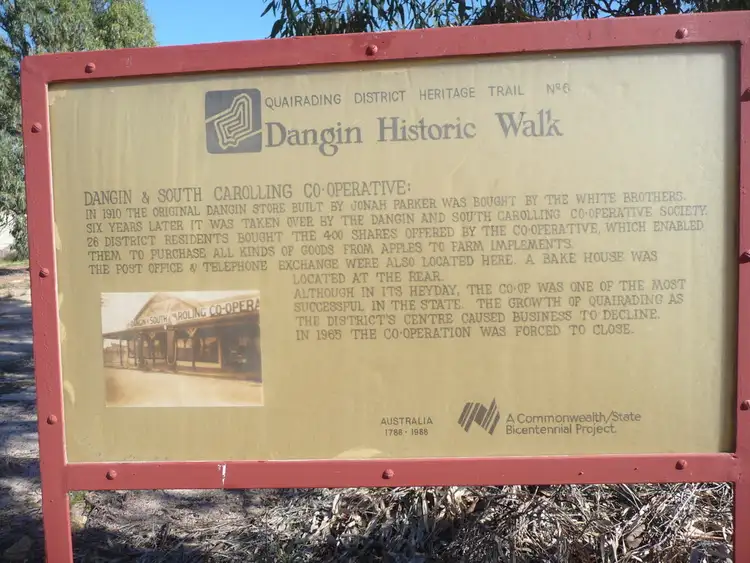 QUAIRADING DISTRICT HERITAGE TRAIL Nº6
Dangin Historic Walk
DANGIN & SOUTH CAROLLING CO-OPERATIVE:
IN 1910 THE ORIGINAL DANGIN STORE BUILT BY JONAH PARKER WAS BOUGHT BY THE WHITE BROTHERS.
SIX YEARS LATER IT WAS TAKEN OVER BY THE DANGIN AND SOUTH CAROLLING CO-OPERATIVE SOCIETY.
26 DISTRICT RESIDENTS BOUGHT THE 400 SHARES OFFERED BY THE CO-OPERATIVE, WHICH ENABLED
THEM TO PURCHASE ALL KINDS OF GOODS FROM APPLES TO FARM IMPLEMENTS.
THE POST OFFICE & TELEPHONE EXCHANGE WERE ALSO LOCATED HERE. A BAKE HOUSE WAS
LOCATED AT THE REAR.
ALTHOUGH IN ITS HEYDAY, THE CO-OP WAS ONE OF THE MOST
SUCCESSFUL IN THE STATE. THE GROWTH OF QUAIRADING AS
THE DISTRICT'S CENTRE CAUSED BUSINESS TO DECLINE.
IN 1965 THE CO-OPERATION WAS FORCED TO CLOSE.
SOUTH CAROLING CO-OPERA
AUSTRALIA
1788-1988
A Commonwealth/State
Bicentennial Project